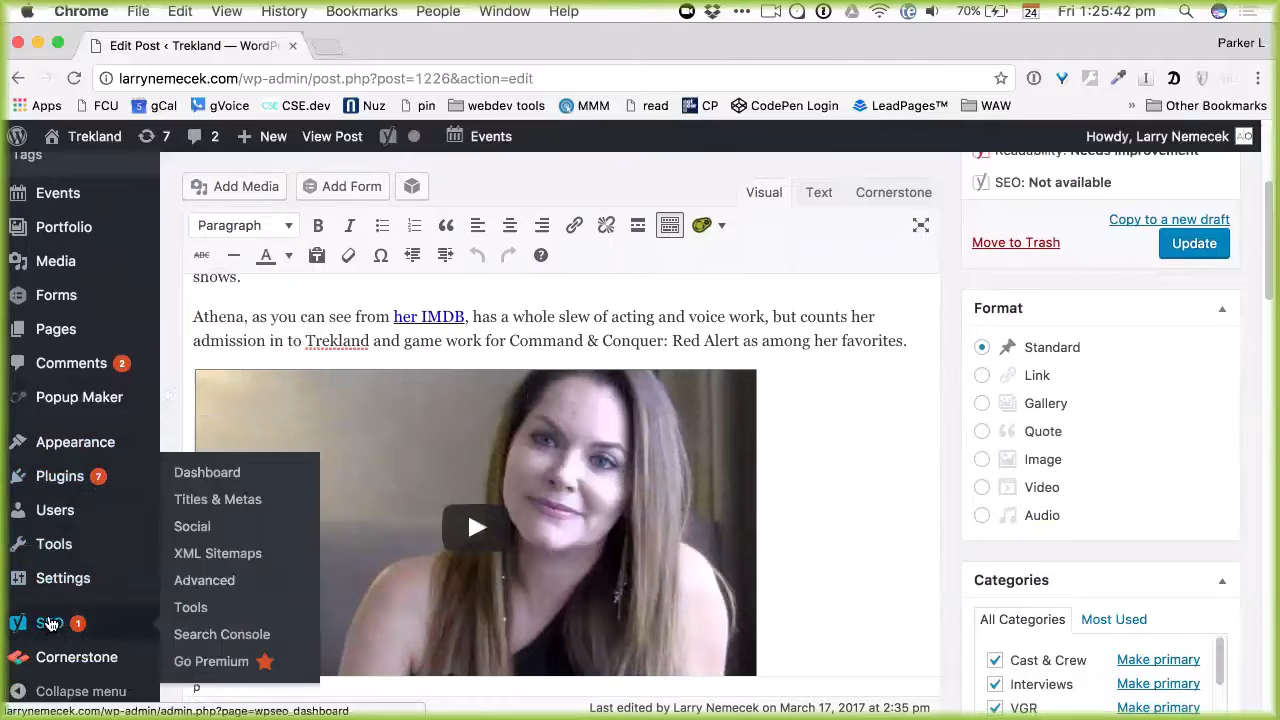 Chrome File Edit View History Bookmarks People Window Help 70% 24 Fri 1:25:42 pm
Edit Post ‹ Trekland — WordP Parker L
larrynemecek.com/wp-admin/post.php?post=1226&action=edit
Apps FCU gCal gVoice CSE CSE.dev Nuz pin webdev tools MMM read CP CodePen Login LeadPages™ WAW » Other Bookmarks
Trekland 7 2 New View Post Events Howdy, Larry Nemecek
Tags
Events
Portfolio
Media
Forms
Pages
Comments 2
Popup Maker
Appearance
Plugins 7
Users
Tools
Settings
SEO 1
Cornerstone
Collapse menu
Dashboard
Titles & Metas
Social
XML Sitemaps
Advanced
Tools
Search Console
Go Premium
Add Media Add Form Visual Text Cornerstone
Paragraph B I
ABC A
shows.
Athena, as you can see from her IMDB, has a whole slew of acting and voice work, but counts her
admission in to Trekland and game work for Command & Conquer: Red Alert as among her favorites.
p
Last edited by Larry Nemecek on March 17, 2017 at 2:35 pm
Readability: Needs improvement
SEO: Not available
Copy to a new draft
Move to Trash Update
Format
Standard
Link
Gallery
Quote
Image
Video
Audio
Categories
All Categories Most Used
Cast & Crew Make primary
Interviews Make primary
VGR Make primary
larrynemecek.com/wp-admin/admin.php?page=wpseo_dashboard